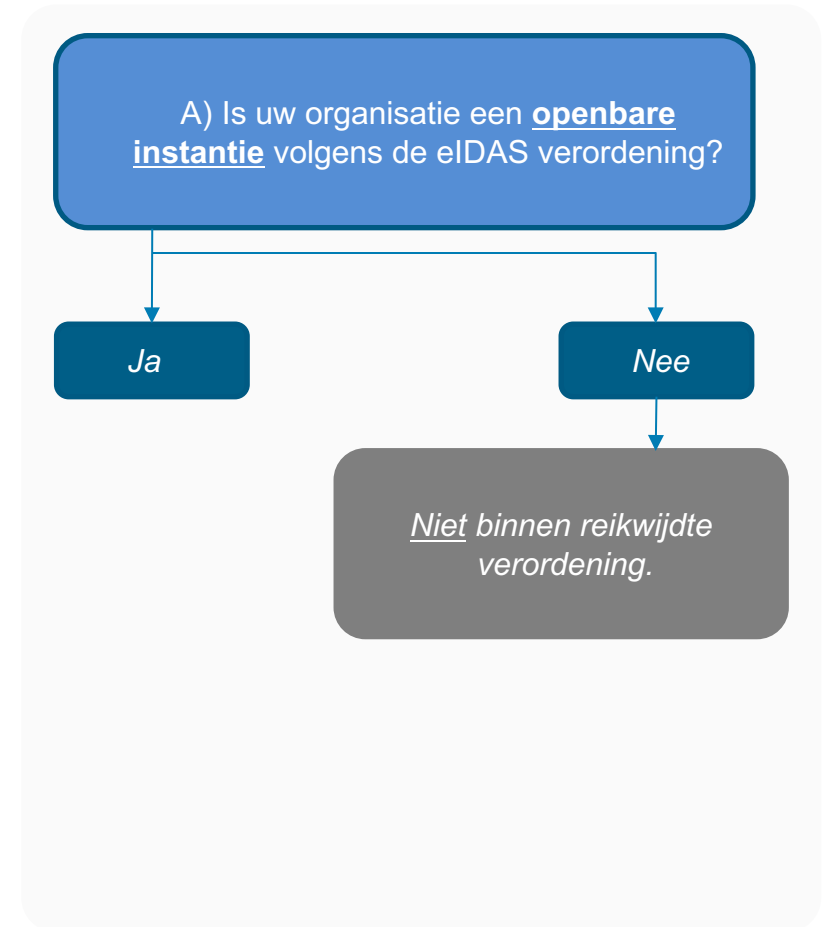 A) Is uw organisatie een openbare
instantie volgens de eIDAS verordening?
Ja
Nee
Niet binnen reikwijdte
verordening.